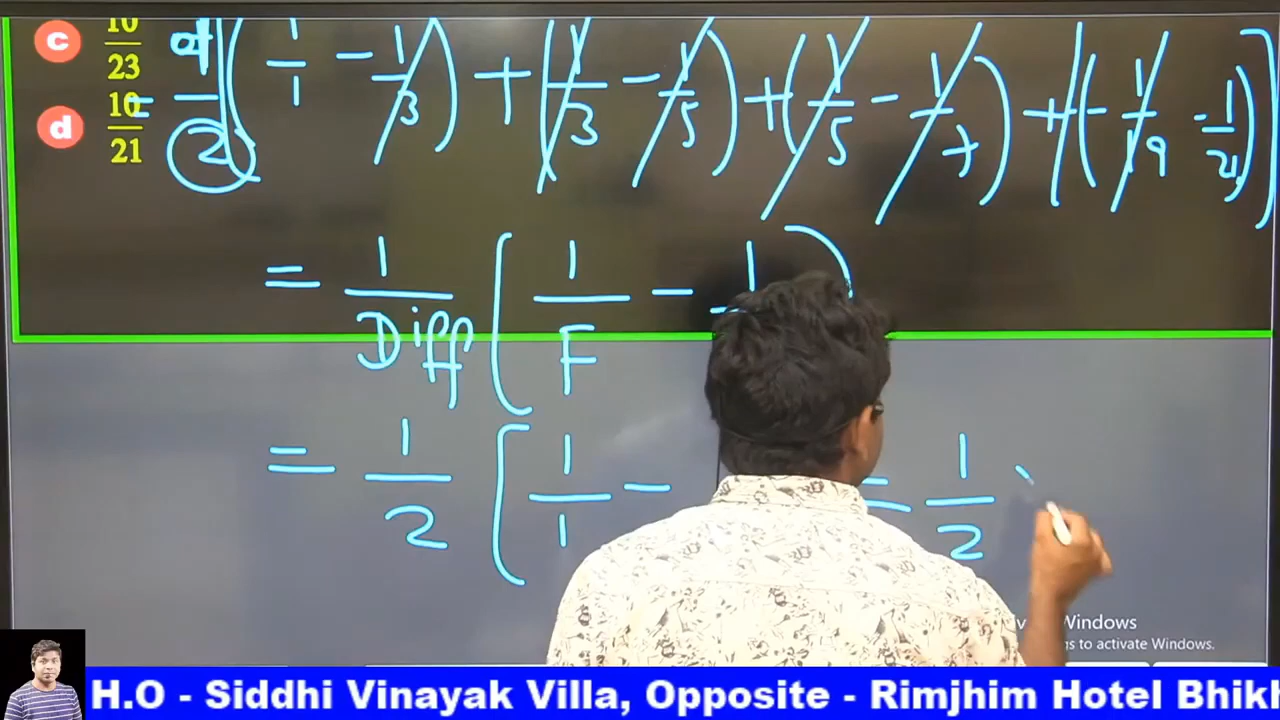 c 10/23
d 10/21
= 1/2 [(1/1 - 1/3) + (1/3 - 1/5) + (1/5 - 1/7) + (- 1/19 - 1/21)]
= 1/Diff [1/F - 1
= 1/2 [1/1 - = 1/2
Windows
gs to activate Windows.
H.O - Siddhi Vinayak Villa, Opposite - Rimjhim Hotel Bhikh